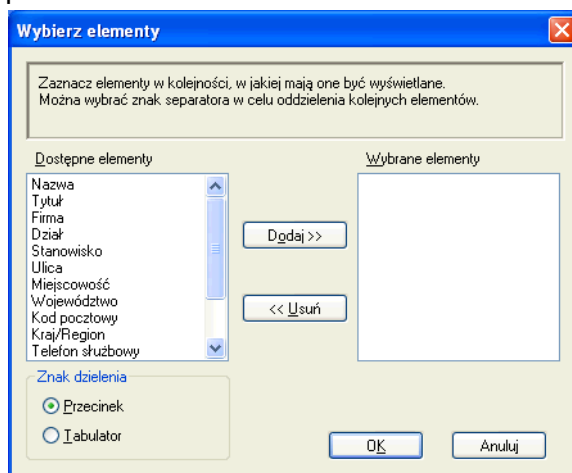 Wybierz elementy
Zaznacz elementy w kolejności, w jakiej mają one być wyświetlane.
Można wybrać znak separatora w celu oddzielenia kolejnych elementów.
Dostępne elementy
Wybrane elementy
Nazwa
Tytuł
Firma
Dział
Stanowisko
Ulica
Miejscowość
Województwo
Kod pocztowy
Kraj/Region
Telefon służbowy
Dodaj >>
<< Usuń
Znak dzielenia
Przecinek
Tabulator
OK
Anuluj